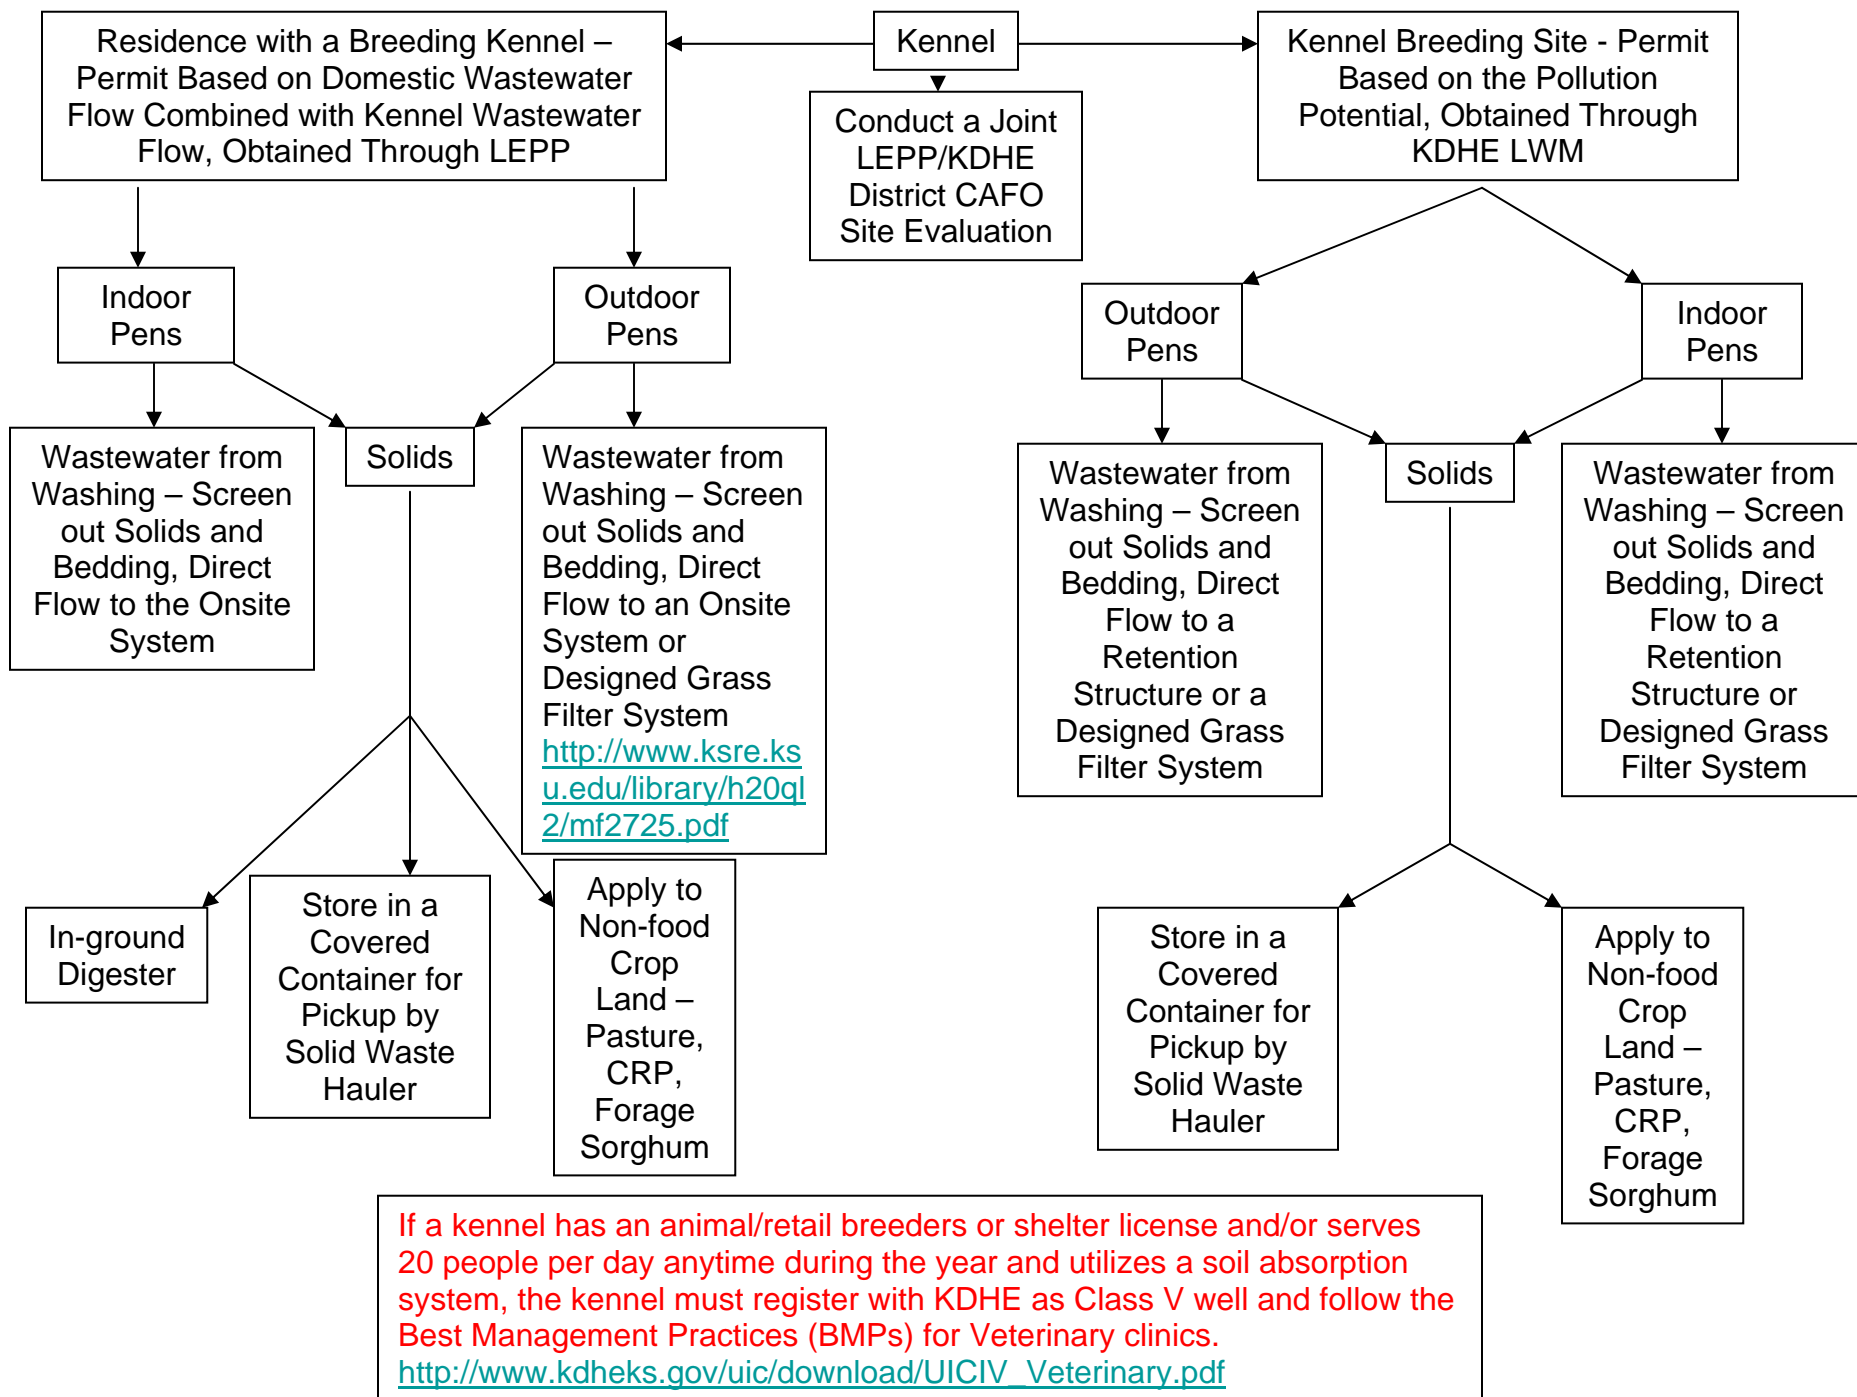 Residence with a Breeding Kennel –
Permit Based on Domestic Wastewater
Flow Combined with Kennel Wastewater
Flow, Obtained Through LEPP
Kennel
Conduct a Joint
LEPP/KDHE
District CAFO
Site Evaluation
Kennel Breeding Site - Permit
Based on the Pollution
Potential, Obtained Through
KDHE LWM
Indoor
Pens
Outdoor
Pens
Outdoor
Pens
Indoor
Pens
Wastewater from
Washing – Screen
out Solids and
Bedding, Direct
Flow to the Onsite
System
Solids
Wastewater from
Washing – Screen
out Solids and
Bedding, Direct
Flow to an Onsite
System or
Designed Grass
Filter System
http://www.ksre.ks
u.edu/library/h20ql
2/mf2725.pdf
Wastewater from
Washing – Screen
out Solids and
Bedding, Direct
Flow to a
Retention
Structure or a
Designed Grass
Filter System
Solids
Wastewater from
Washing – Screen
out Solids and
Bedding, Direct
Flow to a
Retention
Structure or
Designed Grass
Filter System
In-ground
Digester
Store in a
Covered
Container for
Pickup by
Solid Waste
Hauler
Apply to
Non-food
Crop
Land –
Pasture,
CRP,
Forage
Sorghum
Store in a
Covered
Container for
Pickup by
Solid Waste
Hauler
Apply to
Non-food
Crop
Land –
Pasture,
CRP,
Forage
Sorghum
If a kennel has an animal/retail breeders or shelter license and/or serves
20 people per day anytime during the year and utilizes a soil absorption
system, the kennel must register with KDHE as Class V well and follow the
Best Management Practices (BMPs) for Veterinary clinics.
http://www.kdheks.gov/uic/download/UICIV_Veterinary.pdf